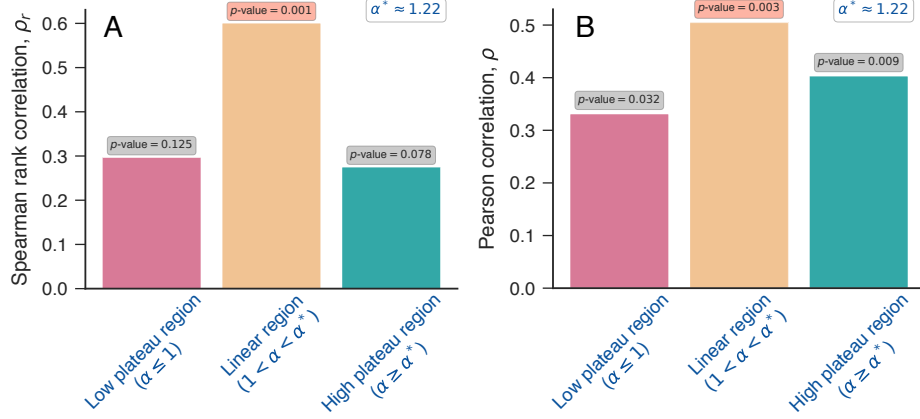 A
p-value = 0.001
α* ≈ 1.22
p-value = 0.125
p-value = 0.078
Spearman rank correlation, ρr
0.6
0.5
0.4
0.3
0.2
0.1
0.0
Low plateau region
(α ≤ 1)
Linear region
(1 < α < α*)
High plateau region
(α ≥ α*)
B
p-value = 0.003
α* ≈ 1.22
p-value = 0.032
p-value = 0.009
Pearson correlation, ρ
0.5
0.4
0.3
0.2
0.1
0.0
Low plateau region
(α ≤ 1)
Linear region
(1 < α < α*)
High plateau region
(α ≥ α*)